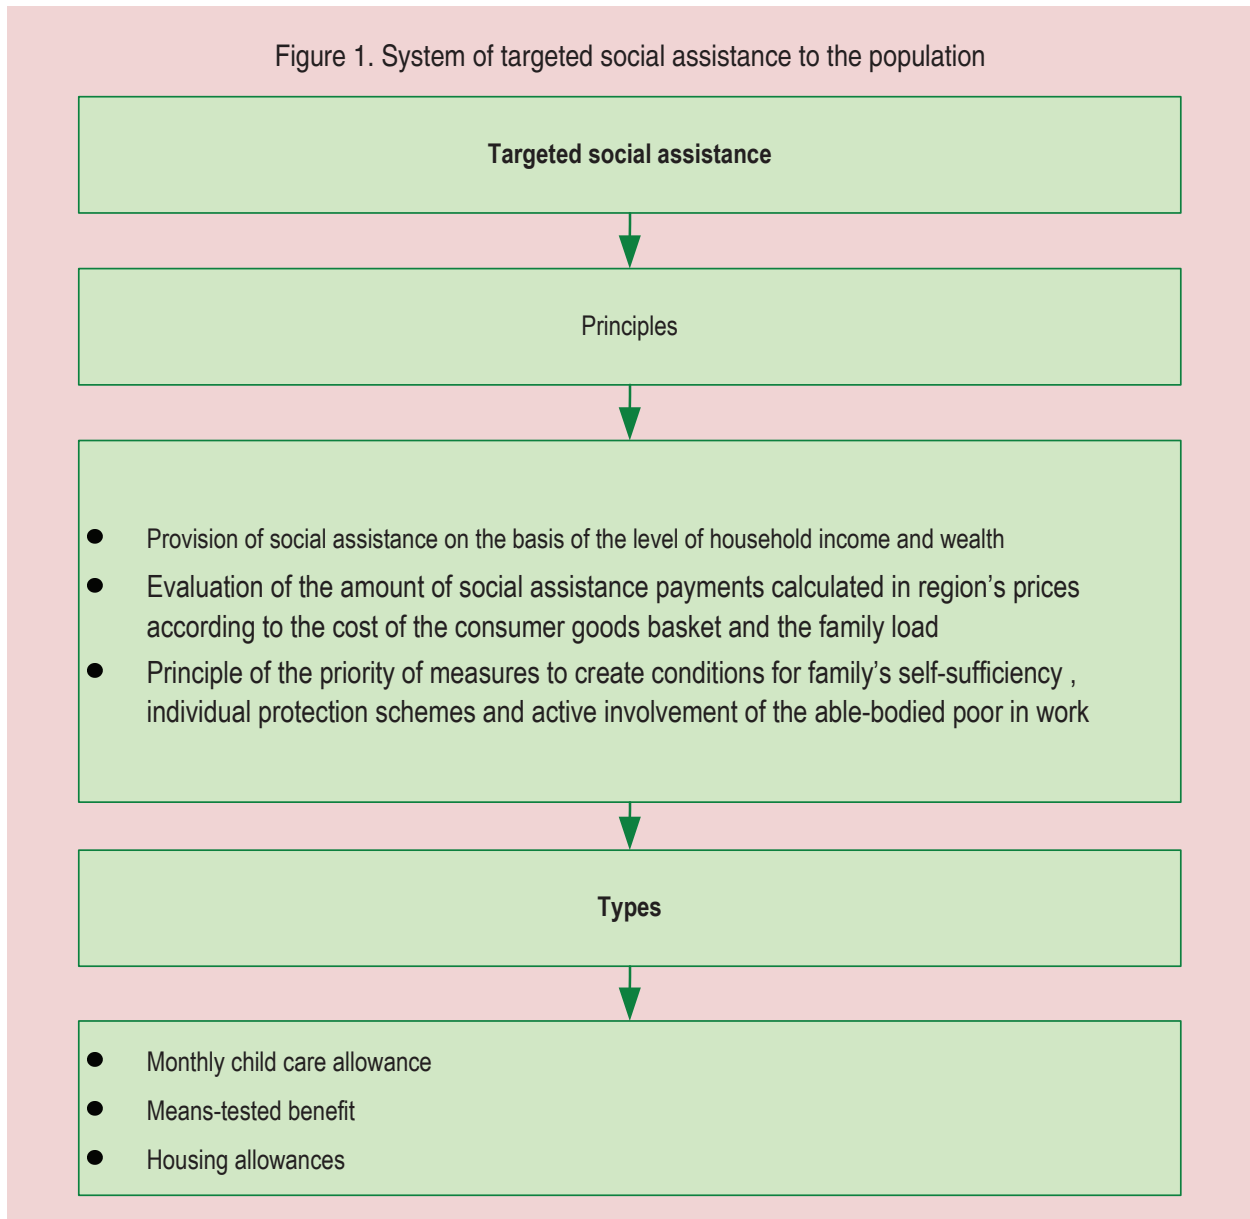 Figure 1. System of targeted social assistance to the population
Targeted social assistance
Principles
● Provision of social assistance on the basis of the level of household income and wealth
● Evaluation of the amount of social assistance payments calculated in region’s prices
according to the cost of the consumer goods basket and the family load
● Principle of the priority of measures to create conditions for family’s self-sufficiency ,
individual protection schemes and active involvement of the able-bodied poor in work
Types
● Monthly child care allowance
● Means-tested benefit
● Housing allowances